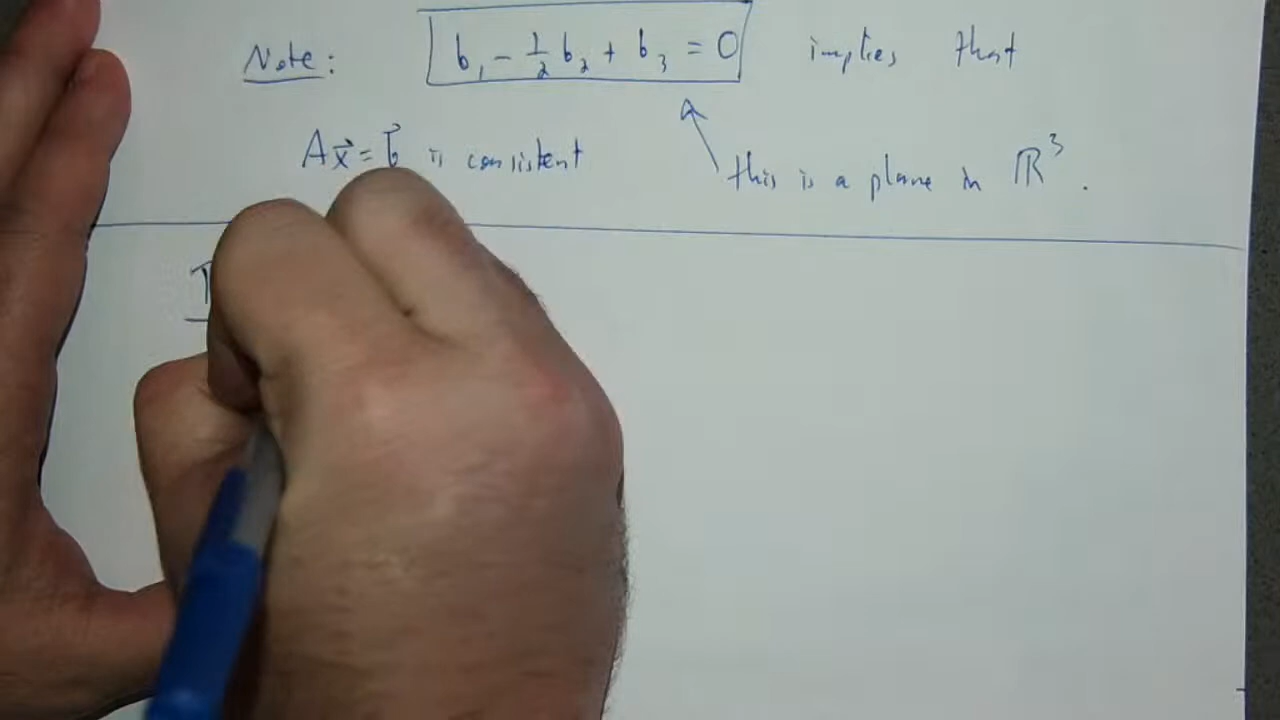 Note: b₁ - ½ b₂ + b₃ = 0 implies that
Ax⃗ = b⃗ is consistent
this is a plane in ℝ³.